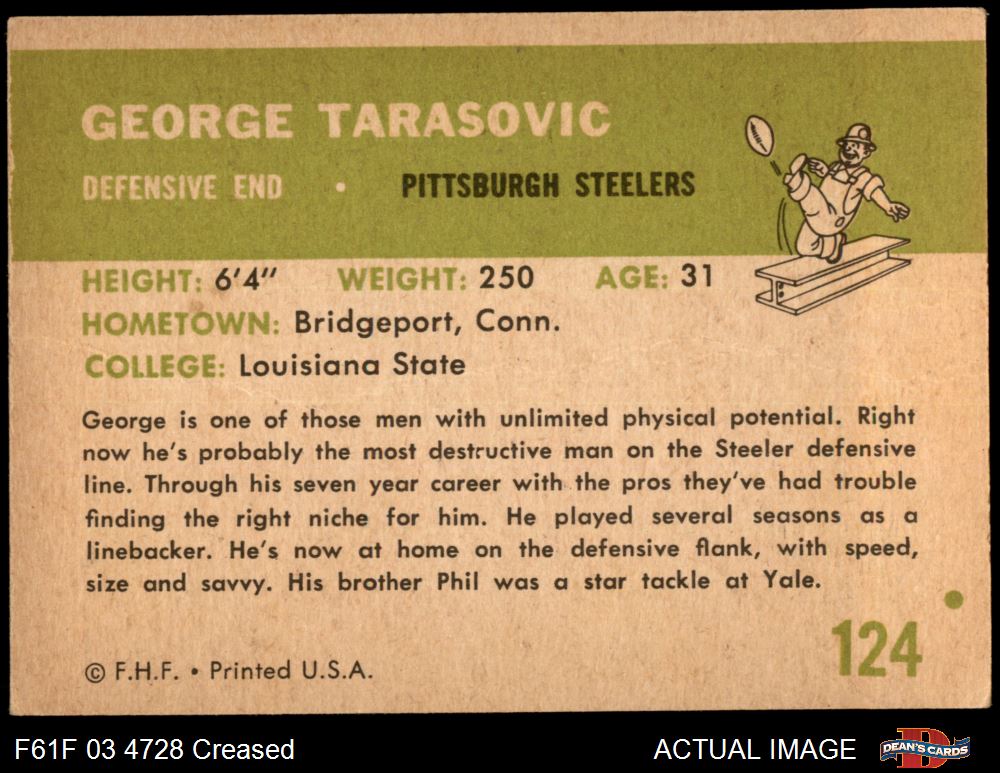 GEORGE TARASOVIC
DEFENSIVE END • PITTSBURGH STEELERS
HEIGHT: 6'4" WEIGHT: 250 AGE: 31
HOMETOWN: Bridgeport, Conn.
COLLEGE: Louisiana State
George is one of those men with unlimited physical potential. Right
now he's probably the most destructive man on the Steeler defensive
line. Through his seven year career with the pros they've had trouble
finding the right niche for him. He played several seasons as a
linebacker. He's now at home on the defensive flank, with speed,
size and savvy. His brother Phil was a star tackle at Yale.
124
© F.H.F. • Printed U.S.A.
F61F 03 4728 Creased ACTUAL IMAGE
DEAN'S CARDS